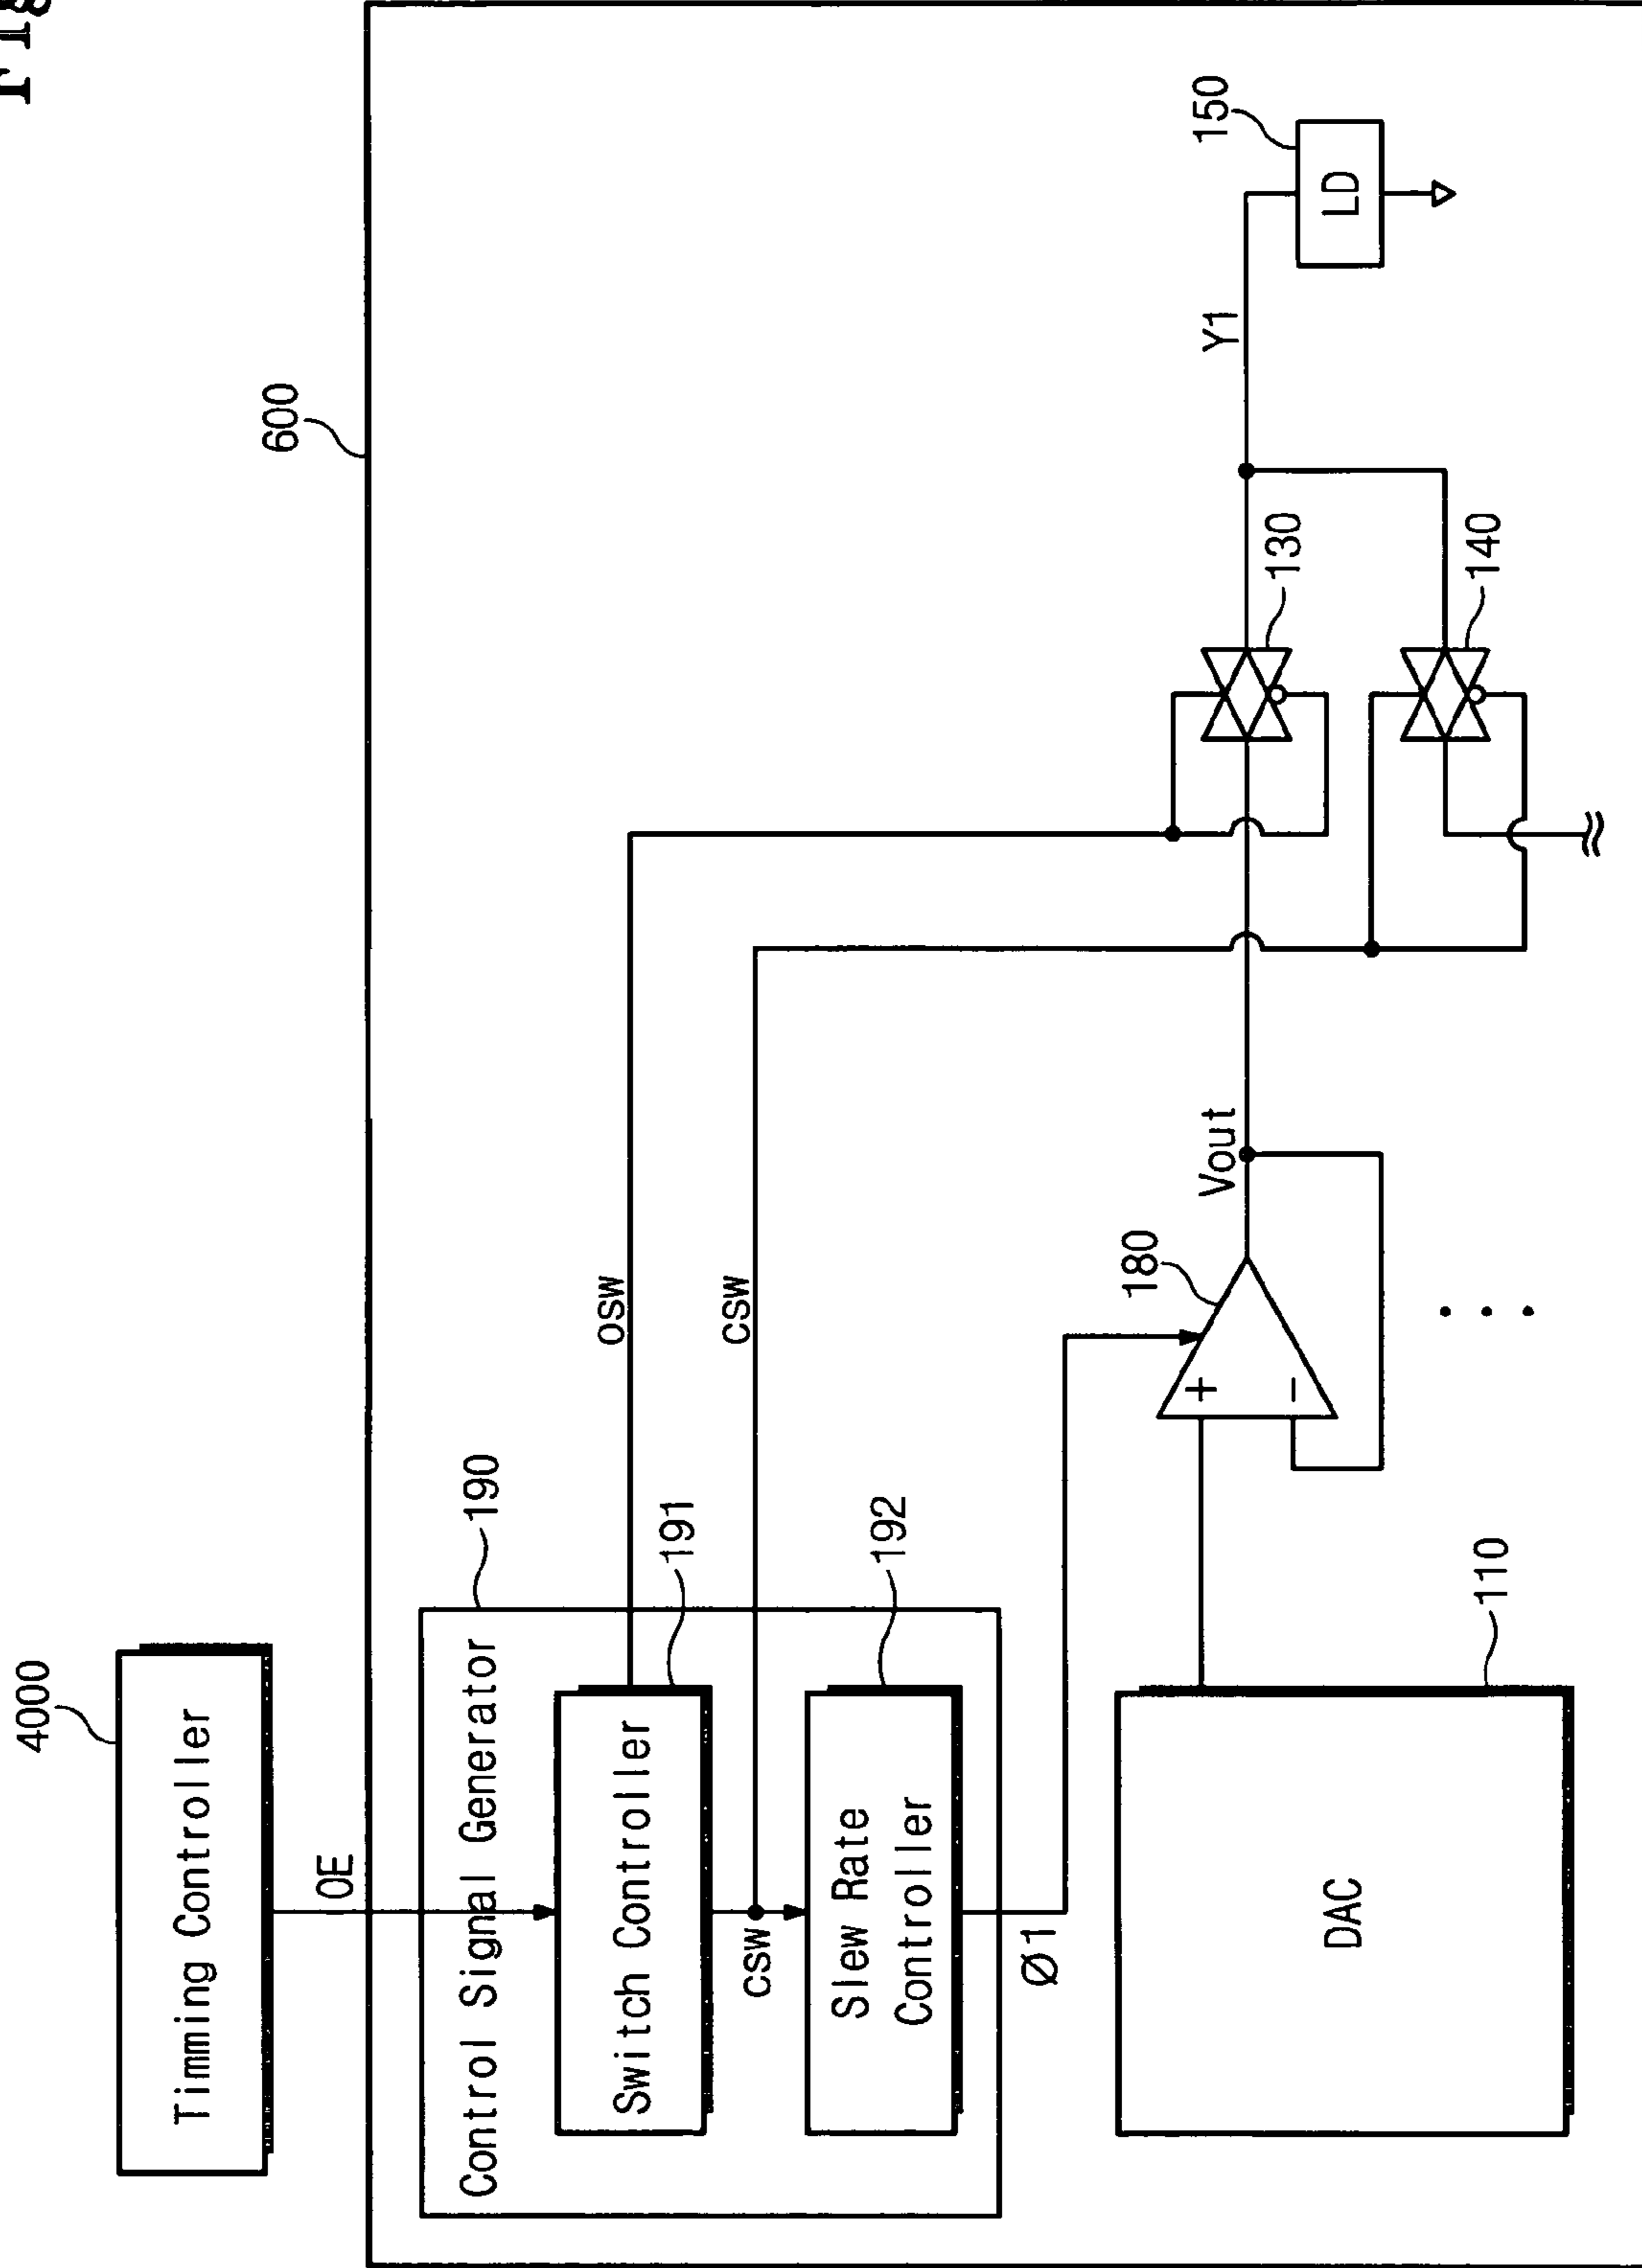 4000
Timming Controller
OE
600
Control Signal Generator
190
Switch Controller
191
OSW
CSW
CSW
Slew Rate
Controller
192
Ø1
DAC
110
+
−
180
Vout
130
140
Y1
LD
150